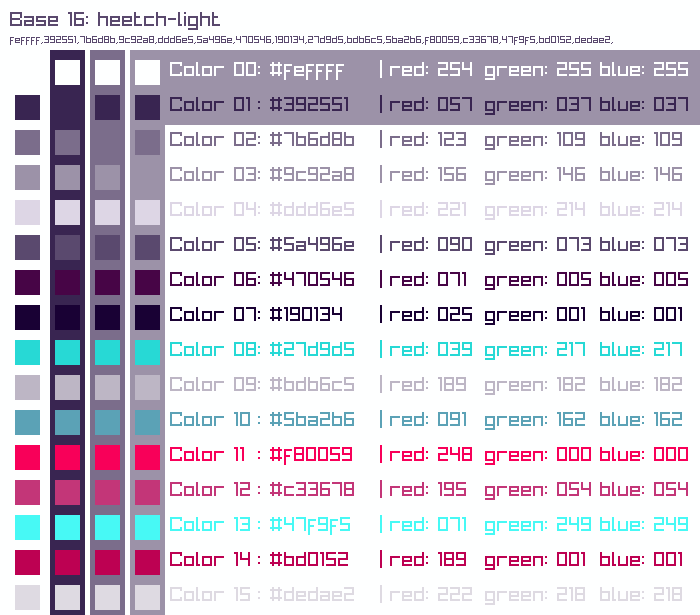 Base 16: heetch-light
feffff,392551,7b6d8b,9c92a8,ddd6e5,5a496e,470546,190134,27d9d5,bdb6c5,5ba2b6,f80059,c33678,47f9f5,bd0152,dedae2,
Color 00: #feffff | red: 254 green: 255 blue: 255
Color 01 : #392551 | red: 057 green: 037 blue: 037
Color 02: #7b6d8b | red: 123 green: 109 blue: 109
Color 03: #9c92a8 | red: 156 green: 146 blue: 146
Color 04: #ddd6e5 | red: 221 green: 214 blue: 214
Color 05: #5a496e | red: 090 green: 073 blue: 073
Color 06: #470546 | red: 071 green: 005 blue: 005
Color 07: #190134 | red: 025 green: 001 blue: 001
Color 08: #27d9d5 | red: 039 green: 217 blue: 217
Color 09: #bdb6c5 | red: 189 green: 182 blue: 182
Color 10 : #5ba2b6 | red: 091 green: 162 blue: 162
Color 11 : #f80059 | red: 248 green: 000 blue: 000
Color 12 : #c33678 | red: 195 green: 054 blue: 054
Color 13 : #47f9f5 | red: 071 green: 249 blue: 249
Color 14 : #bd0152 | red: 189 green: 001 blue: 001
Color 15 : #dedae2 | red: 222 green: 218 blue: 218